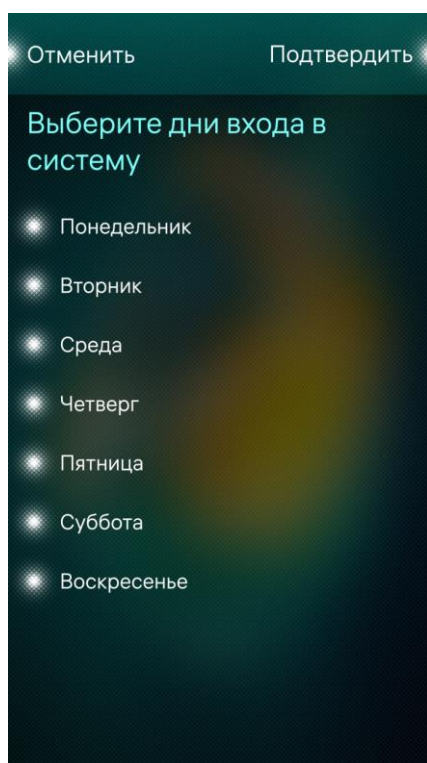 Отменить Подтвердить
Выберите дни входа в
систему
Понедельник
Вторник
Среда
Четверг
Пятница
Суббота
Воскресенье